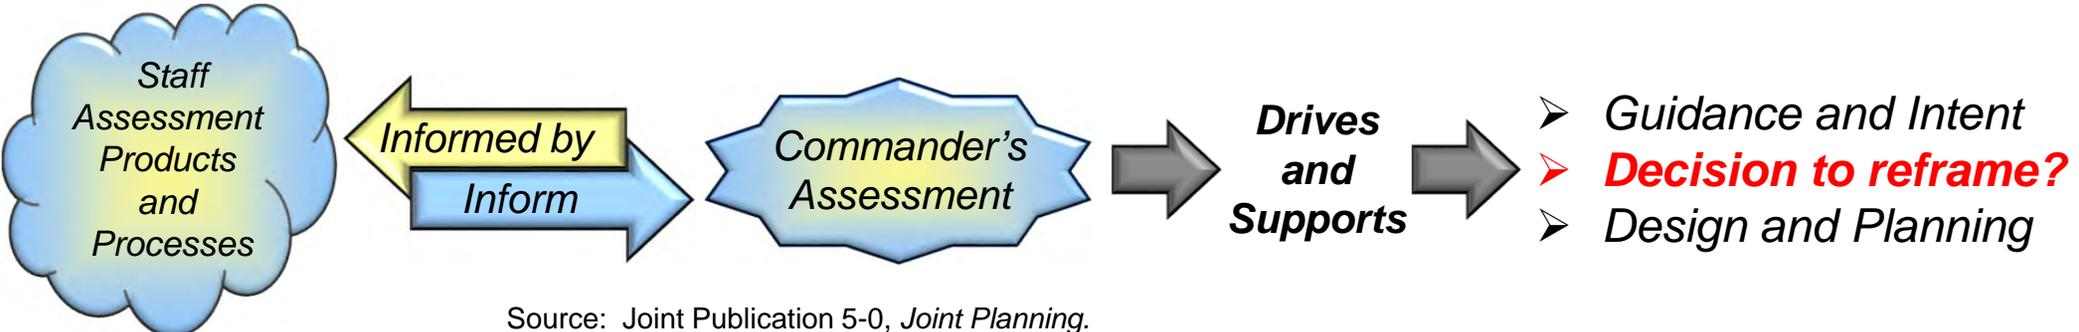 Staff
Assessment
Products
and
Processes
Informed by
Inform
Commander’s
Assessment
Drives
and
Supports
➢ Guidance and Intent
➢ Decision to reframe?
➢ Design and Planning
Source: Joint Publication 5-0, Joint Planning.